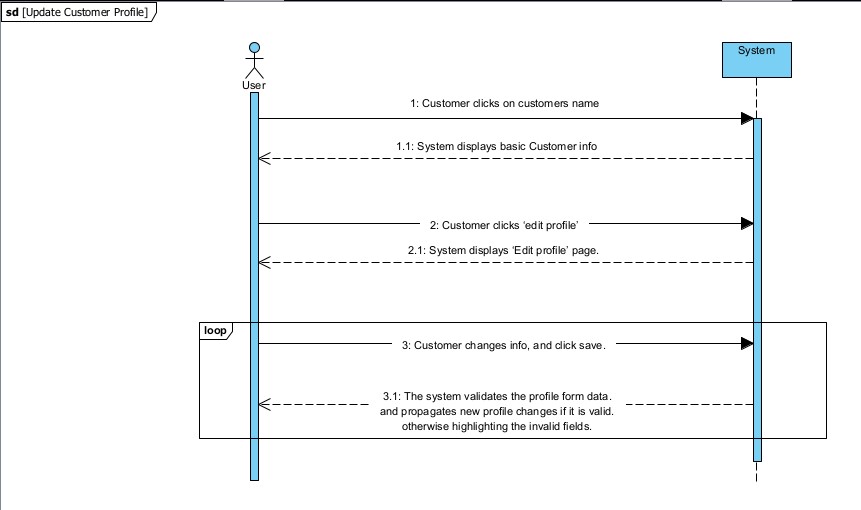 sd [Update Customer Profile]
User
System
1: Customer clicks on customers name
1.1: System displays basic Customer info
2: Customer clicks ‘edit profile’
2.1: System displays ‘Edit profile’ page.
loop
3: Customer changes info, and click save.
3.1: The system validates the profile form data.
and propagates new profile changes if it is valid.
otherwise highlighting the invalid fields.